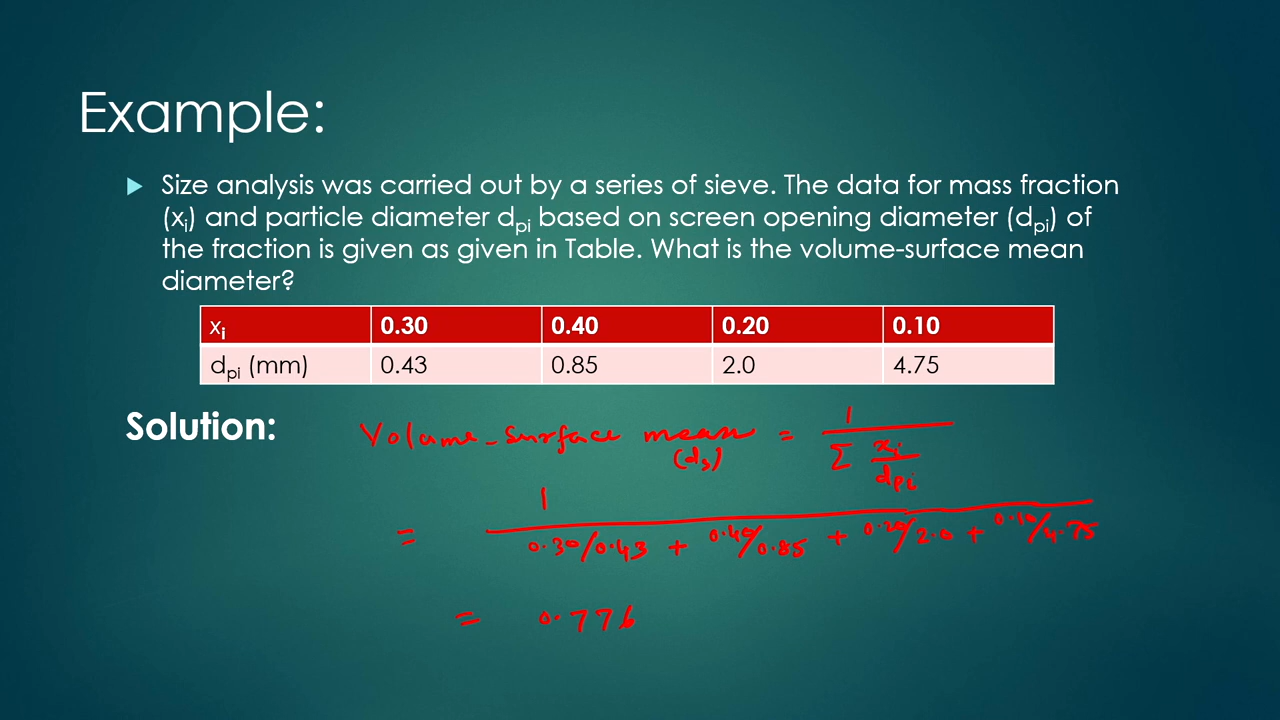 Example:
Size analysis was carried out by a series of sieve. The data for mass fraction
(xi) and particle diameter dpi based on screen opening diameter (dpi) of
the fraction is given as given in Table. What is the volume-surface mean
diameter?
xi 0.30 0.40 0.20 0.10
dpi (mm) 0.43 0.85 2.0 4.75
Solution:
Volume-Surface mean (ds) = 1 / Σ xi/dpi
= 1 / 0.30/0.43 + 0.40/0.85 + 0.20/2.0 + 0.10/4.75
= 0.776